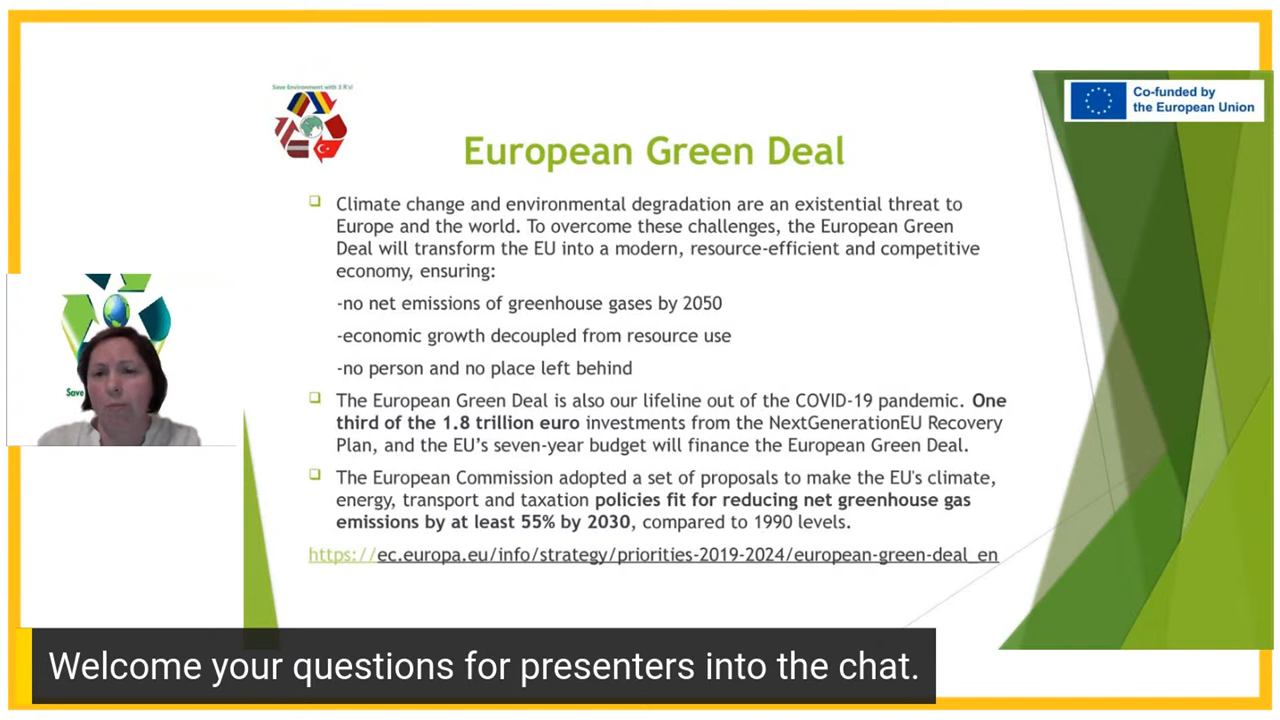 Save Environment with 3 R's!
Co-funded by
the European Union
European Green Deal
Climate change and environmental degradation are an existential threat to
Europe and the world. To overcome these challenges, the European Green
Deal will transform the EU into a modern, resource-efficient and competitive
economy, ensuring:
-no net emissions of greenhouse gases by 2050
-economic growth decoupled from resource use
-no person and no place left behind
The European Green Deal is also our lifeline out of the COVID-19 pandemic. One
third of the 1.8 trillion euro investments from the NextGenerationEU Recovery
Plan, and the EU’s seven-year budget will finance the European Green Deal.
The European Commission adopted a set of proposals to make the EU's climate,
energy, transport and taxation policies fit for reducing net greenhouse gas
emissions by at least 55% by 2030, compared to 1990 levels.
https://ec.europa.eu/info/strategy/priorities-2019-2024/european-green-deal_en
Save
Welcome your questions for presenters into the chat.